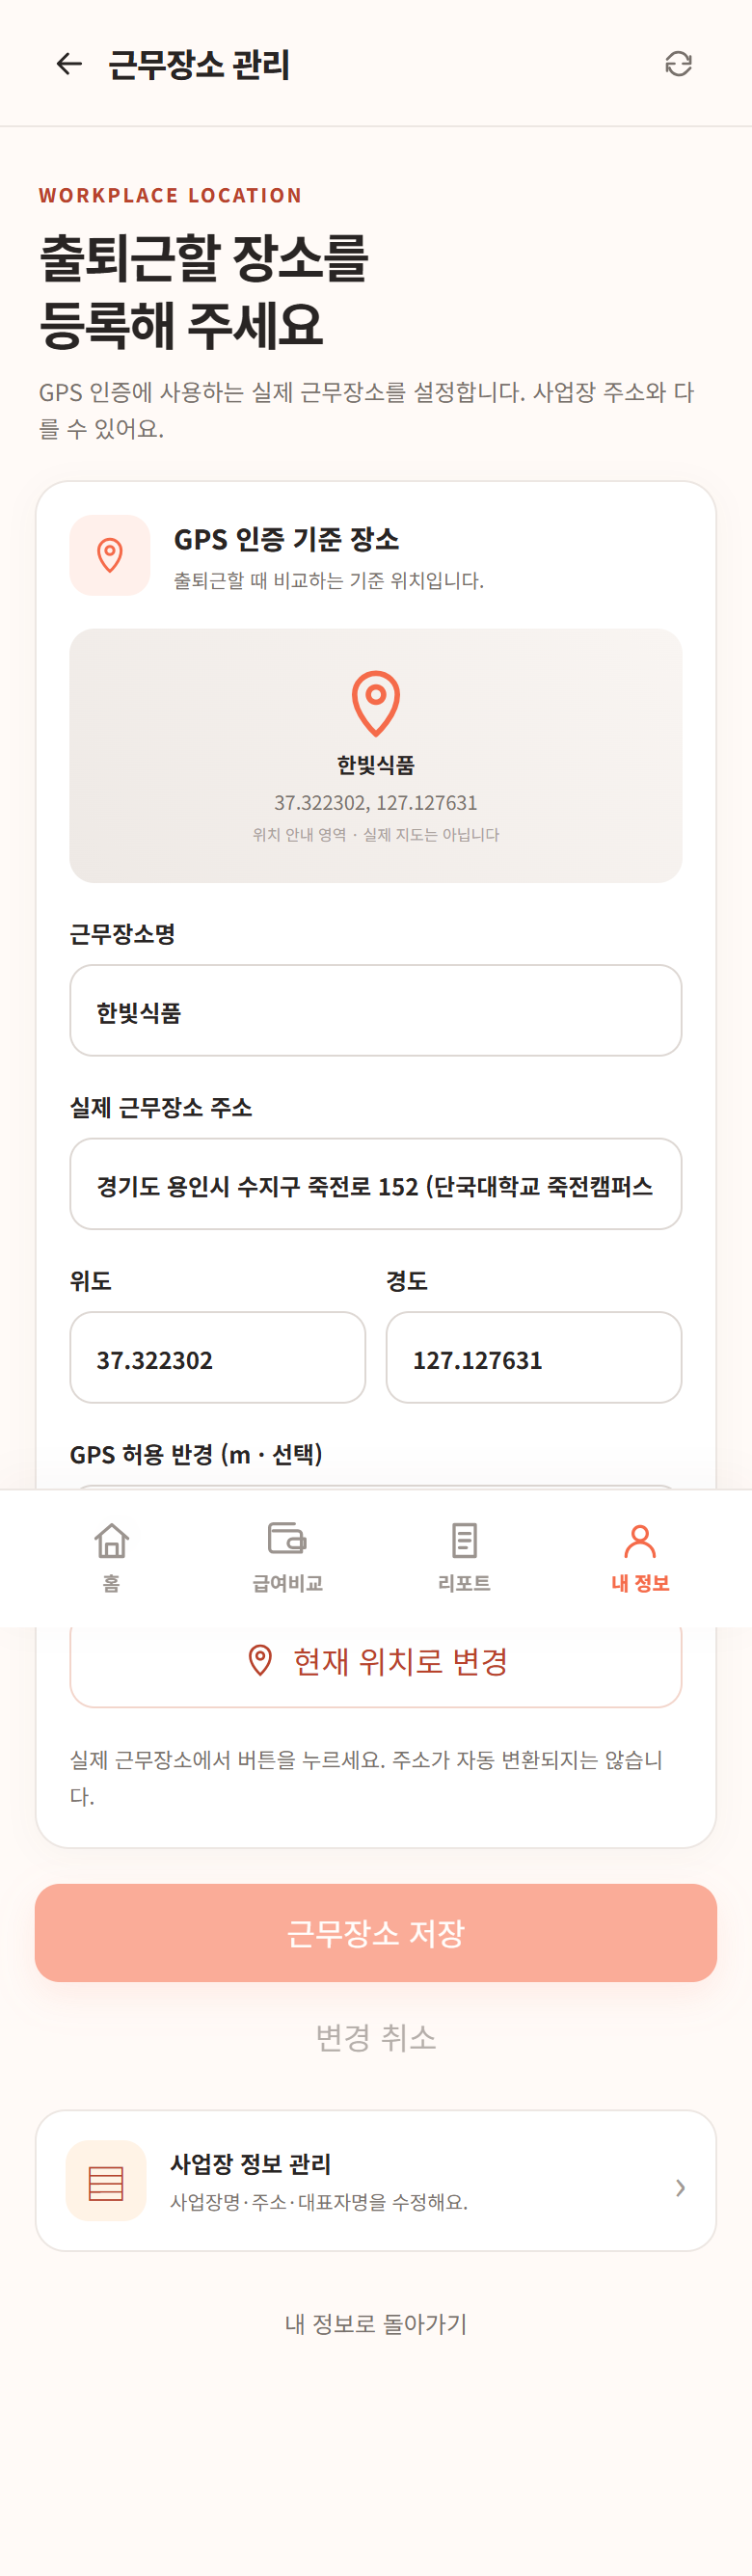 근무장소 관리
WORKPLACE LOCATION
출퇴근할 장소를
등록해 주세요
GPS 인증에 사용하는 실제 근무장소를 설정합니다. 사업장 주소와 다
를 수 있어요.
GPS 인증 기준 장소
출퇴근할 때 비교하는 기준 위치입니다.
한빛식품
37.322302, 127.127631
위치 안내 영역 · 실제 지도는 아닙니다
근무장소명
한빛식품
실제 근무장소 주소
경기도 용인시 수지구 죽전로 152 (단국대학교 죽전캠퍼스
위도 경도
37.322302 127.127631
GPS 허용 반경 (m · 선택)
홈 급여비교 리포트 내 정보
현재 위치로 변경
실제 근무장소에서 버튼을 누르세요. 주소가 자동 변환되지는 않습니
다.
근무장소 저장
변경 취소
사업장 정보 관리
사업장명·주소·대표자명을 수정해요.
내 정보로 돌아가기